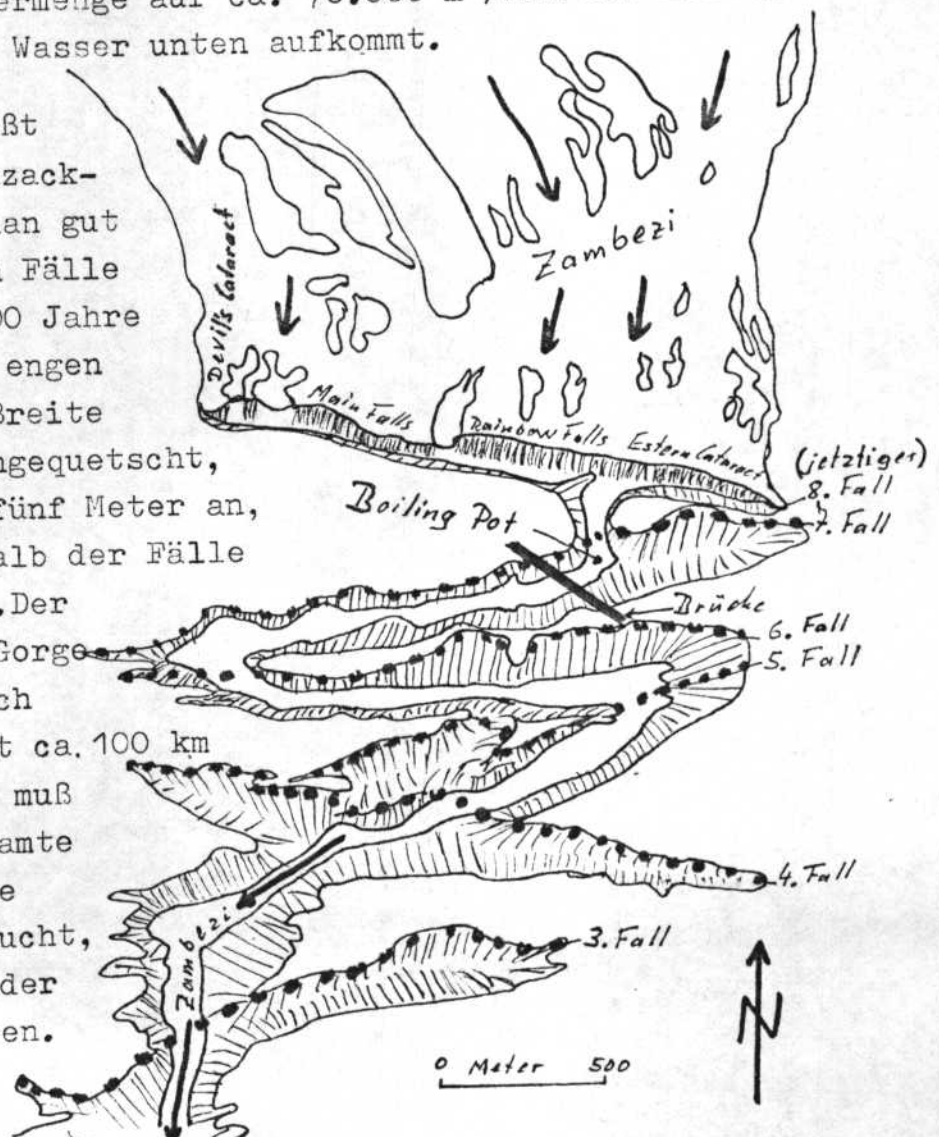 ermenge auf ca.
Wasser unten aufkommt.
ßt
zack-
an gut
Fälle
00 Jahre
engen
Breite
ngequetscht,
fünf Meter an,
alb der Fälle
.Der
Gorge
ch
t ca. 100 km
muß
amte
e
ucht,
der
en.
Zambezi
Devil's Cataract
Main Falls
Rainbow Falls
Estern Cataract
(jetztiger)
8. Fall
7. Fall
Boiling Pot
Brücke
6. Fall
5. Fall
4. Fall
3. Fall
Zambezi
0 Meter 500
N